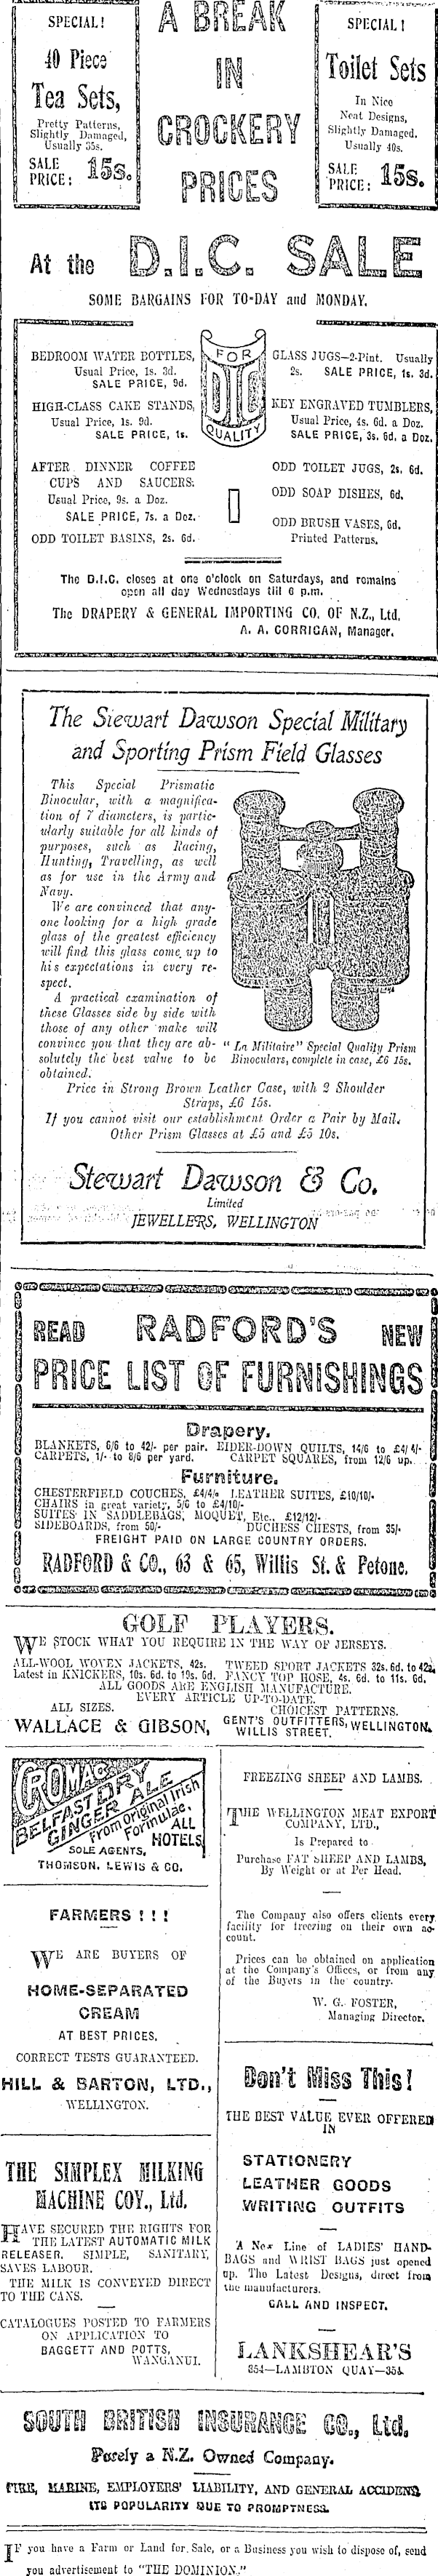 SPECIAL!
40 Piece
Tea Sets,
Pretty Patterns,
Slightly Damaged,
Usually 35s.
SALE
PRICE: 15s.
A BREAK
IN
CROCKERY
PRICES
SPECIAL!
Toilet Sets
In Nice
Neat Designs,
Slightly Damaged.
Usually 40s.
SALE
PRICE: 15s.
At the D.I.C. SALE
SOME BARGAINS FOR TO-DAY and MONDAY.
BEDROOM WATER BOTTLES,
Usual Price, 1s. 3d.
SALE PRICE, 9d.
HIGH-CLASS CAKE STANDS,
Usual Price, 1s. 9d.
SALE PRICE, 1s.
AFTER DINNER COFFEE
CUPS AND SAUCERS:
Usual Price, 9s. a Doz.
SALE PRICE, 7s. a Doz.
ODD TOILET BASINS, 2s. 6d.
FOR
DIC
QUALITY
GLASS JUGS—2-Pint. Usually
2s. SALE PRICE, 1s. 3d.
KEY ENGRAVED TUMBLERS,
Usual Price, 4s. 6d. a Doz.
SALE PRICE, 3s. 6d. a Doz.
ODD TOILET JUGS, 2s. 6d.
ODD SOAP DISHES, 6d.
ODD BRUSH VASES, 6d.
Printed Patterns.
The D.I.C. closes at one o'clock on Saturdays, and remains
open all day Wednesdays till 6 p.m.
The DRAPERY & GENERAL IMPORTING CO. OF N.Z., Ltd.
A. A. CORRIGAN, Manager.
The Stewart Dawson Special Military
and Sporting Prism Field Glasses
This Special Prismatic
Binocular, with a magnifica-
tion of 7 diameters, is partic-
ularly suitable for all kinds of
purposes, such as Racing,
Hunting, Travelling, as well
as for use in the Army and
Navy.
We are convinced that any-
one looking for a high grade
glass of the greatest efficiency
will find this glass come up to
his expectations in every re-
spect.
A practical examination of
these Glasses side by side with
those of any other make will
convince you that they are ab-
solutely the best value to be
obtained.
"La Militaire" Special Quality Prism
Binoculars, complete in case, £6 15s.
Price in Strong Brown Leather Case, with 2 Shoulder
Straps, £6 15s.
If you cannot visit our establishment Order a Pair by Mail.
Other Prism Glasses at £5 and £5 10s.
Stewart Dawson & Co.
Limited
JEWELLERS, WELLINGTON
READ RADFORD'S NEW
PRICE LIST OF FURNISHINGS
Drapery.
BLANKETS, 6/6 to 42/- per pair. EIDER-DOWN QUILTS, 14/6 to £4/4/-
CARPETS, 1/- to 8/6 per yard. CARPET SQUARES, from 12/6 up.
Furniture.
CHESTERFIELD COUCHES, £4/4/- LEATHER SUITES, £10/10/-
CHAIRS in great variety, 5/6 to £4/10/-
SUITES IN SADDLEBAGS, MOQUET, Etc., £12/12/-
SIDEBOARDS, from 50/- DUCHESS CHESTS, from 35/-
FREIGHT PAID ON LARGE COUNTRY ORDERS.
RADFORD & CO., 63 & 65, Willis St. & Petone.
GOLF PLAYERS.
WE STOCK WHAT YOU REQUIRE IN THE WAY OF JERSEYS.
ALL-WOOL WOVEN JACKETS, 42s. TWEED SPORT JACKETS 32s. 6d. to 42s.
Latest in KNICKERS, 10s. 6d. to 19s. 6d. FANCY TOP HOSE, 4s. 6d. to 11s. 6d.
ALL GOODS ARE ENGLISH MANUFACTURE.
EVERY ARTICLE UP-TO-DATE.
ALL SIZES. CHOICEST PATTERNS.
WALLACE & GIBSON, GENT'S OUTFITTERS, WILLIS STREET, WELLINGTON.
CROMAC
BELFAST DRY
GINGER ALE
From Original Irish
Formulae.
ALL
HOTELS
SOLE AGENTS,
THOMSON, LEWIS & CO.
FARMERS ! ! !
WE ARE BUYERS OF
HOME-SEPARATED
CREAM
AT BEST PRICES.
CORRECT TESTS GUARANTEED.
HILL & BARTON, LTD.,
WELLINGTON.
THE SIMPLEX MILKING
MACHINE COY., Ltd.
HAVE SECURED THE RIGHTS FOR
THE LATEST AUTOMATIC MILK
RELEASER. SIMPLE, SANITARY,
SAVES LABOUR.
THE MILK IS CONVEYED DIRECT
TO THE CANS.
CATALOGUES POSTED TO FARMERS
ON APPLICATION TO
BAGGETT AND POTTS,
WANGANUI.
FREEZING SHEEP AND LAMBS.
THE WELLINGTON MEAT EXPORT
COMPANY, LTD.,
Is Prepared to
Purchase FAT SHEEP AND LAMBS,
By Weight or at Per Head.
The Company also offers clients every
facility for freezing on their own ac-
count.
Prices can be obtained on application
at the Company's Offices, or from any
of the Buyers in the country.
W. G. FOSTER,
Managing Director.
Don't Miss This!
THE BEST VALUE EVER OFFERED
IN
STATIONERY
LEATHER GOODS
WRITING OUTFITS
A New Line of LADIES' HAND-
BAGS and WRIST BAGS just opened
up. The Latest Designs, direct from
the manufacturers.
CALL AND INSPECT.
LANKSHEAR'S
354—LAMBTON QUAY—354
SOUTH BRITISH INSURANCE CO., Ltd.
Purely a N.Z. Owned Company.
FIRE, MARINE, EMPLOYERS' LIABILITY, AND GENERAL ACCIDENTS
ITS POPULARITY DUE TO PROMPTNESS.
IF you have a Farm or Land for Sale, or a Business you wish to dispose of, send
you advertisement to "THE DOMINION."